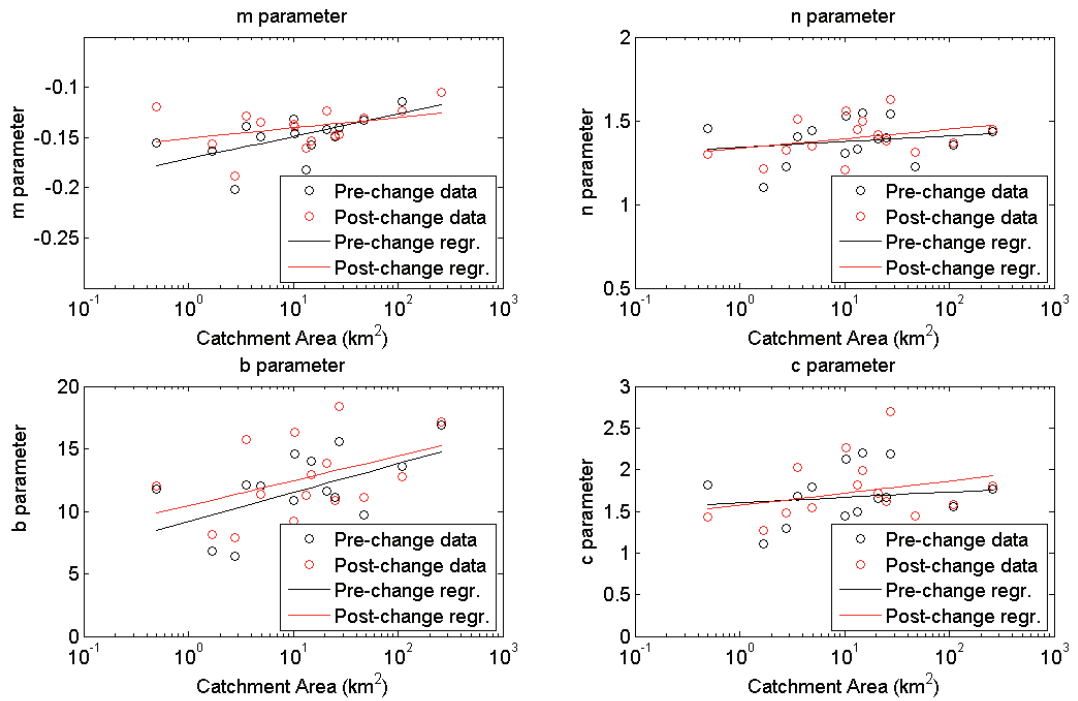 m parameter
m parameter
-0.1
-0.15
-0.2
-0.25
Pre-change data
Post-change data
Pre-change regr.
Post-change regr.
10^-1 10^0 10^1 10^2 10^3
Catchment Area (km^2)
n parameter
n parameter
2
1.5
1
0.5
Pre-change data
Post-change data
Pre-change regr.
Post-change regr.
10^-1 10^0 10^1 10^2 10^3
Catchment Area (km^2)
b parameter
b parameter
20
15
10
5
0
Pre-change data
Post-change data
Pre-change regr.
Post-change regr.
10^-1 10^0 10^1 10^2 10^3
Catchment Area (km^2)
c parameter
c parameter
3
2.5
2
1.5
1
0.5
0
Pre-change data
Post-change data
Pre-change regr.
Post-change regr.
10^-1 10^0 10^1 10^2 10^3
Catchment Area (km^2)